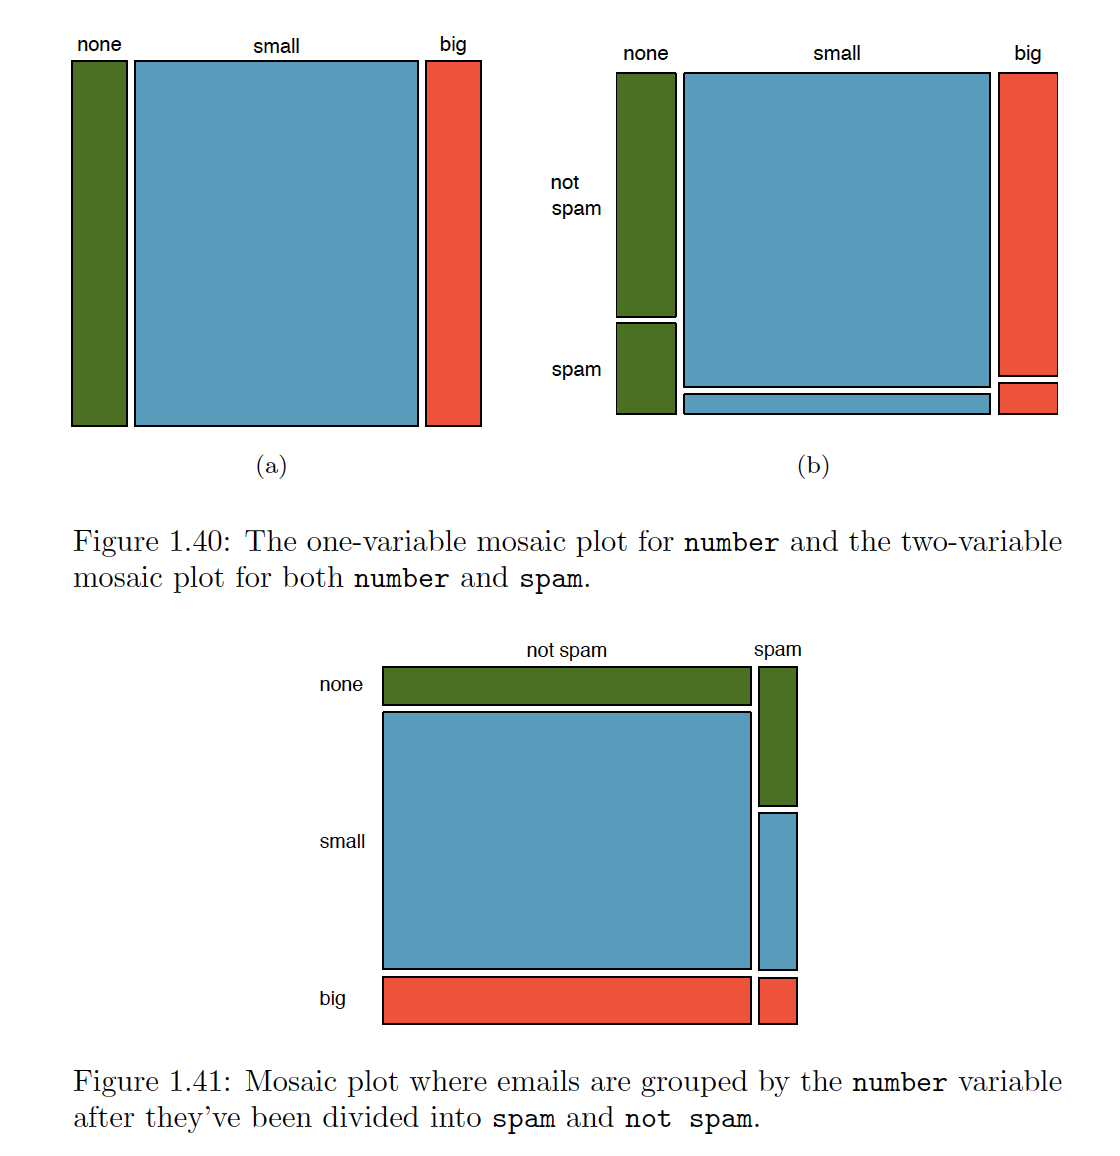 none small big
none small big
not
spam
spam
(a) (b)
Figure 1.40: The one-variable mosaic plot for number and the two-variable
mosaic plot for both number and spam.
not spam spam
none
small
big
Figure 1.41: Mosaic plot where emails are grouped by the number variable
after they've been divided into spam and not spam.